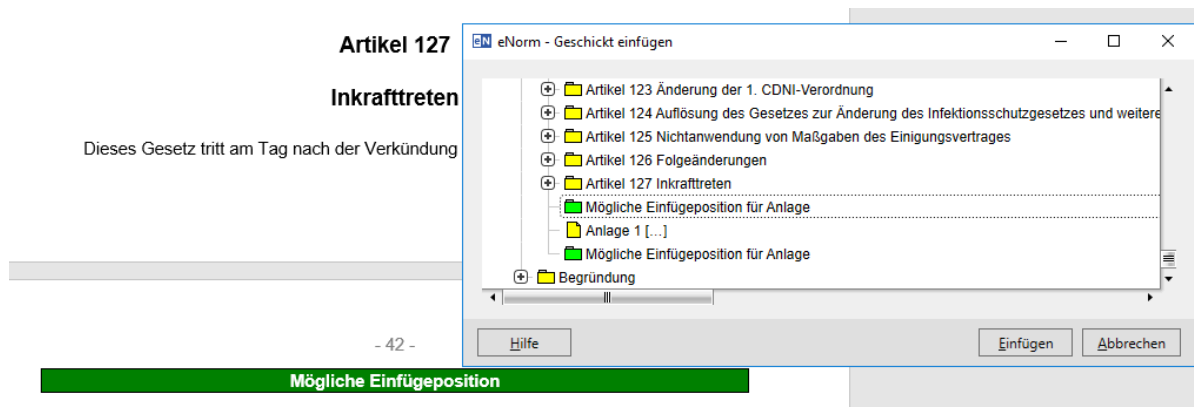 Artikel 127
Inkrafttreten
Dieses Gesetz tritt am Tag nach der Verkündung
- 42 -
Mögliche Einfügeposition
eN eNorm - Geschickt einfügen
Artikel 123 Änderung der 1. CDNI-Verordnung
Artikel 124 Auflösung des Gesetzes zur Änderung des Infektionsschutzgesetzes und weitere
Artikel 125 Nichtanwendung von Maßgaben des Einigungsvertrages
Artikel 126 Folgeänderungen
Artikel 127 Inkrafttreten
Mögliche Einfügeposition für Anlage
Anlage 1 [...]
Mögliche Einfügeposition für Anlage
Begründung
Hilfe
Einfügen
Abbrechen